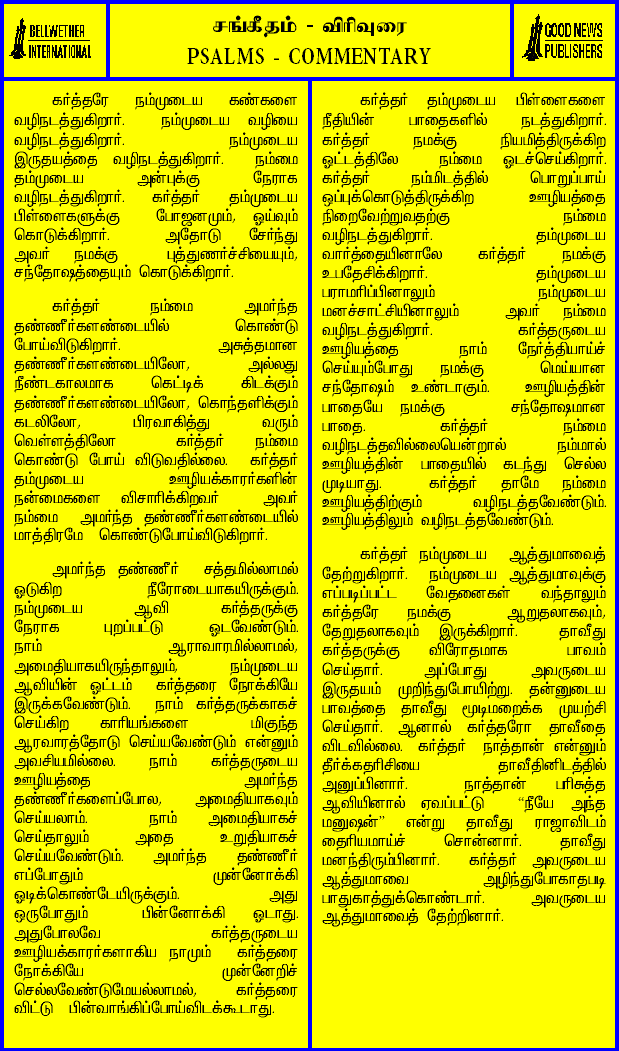 BELLWETHER
INTERNATIONAL
சங்கீதம் - விரிவுரை
PSALMS - COMMENTARY
GOOD NEWS
PUBLISHERS
கர்த்தரே நம்முடைய கண்களை
வழிநடத்துகிறார். நம்முடைய வழியை
வழிநடத்துகிறார். நம்முடைய
இருதயத்தை வழிநடத்துகிறார். நம்மை
தம்முடைய அன்புக்கு நேராக
வழிநடத்துகிறார். கர்த்தர் தம்முடைய
பிள்ளைகளுக்கு போஜனமும், ஓய்வும்
கொடுக்கிறார். அதோடு சேர்ந்து
அவர் நமக்கு புத்துணர்ச்சியையும்,
சந்தோஷத்தையும் கொடுக்கிறார்.
கர்த்தர் நம்மை அமர்ந்த
தண்ணீர்களண்டையில் கொண்டு
போய்விடுகிறார். அசுத்தமான
தண்ணீர்களண்டையிலோ, அல்லது
நீண்டகாலமாக கெட்டிக் கிடக்கும்
தண்ணீர்களண்டையிலோ, கொந்தளிக்கும்
கடலிலோ, பிரவாகித்து வரும்
வெள்ளத்திலோ கர்த்தர் நம்மை
கொண்டு போய் விடுவதில்லை. கர்த்தர்
தம்முடைய ஊழியக்காரர்களின்
நன்மைகளை விசாரிக்கிறவர் அவர்
நம்மை அமர்ந்த தண்ணீர்களண்டையில்
மாத்திரமே கொண்டுபோய்விடுகிறார்.
அமர்ந்த தண்ணீர் சத்தமில்லாமல்
ஓடுகிற நீரோடையாகயிருக்கும்.
நம்முடைய ஆவி கர்த்தருக்கு
நேராக புறப்பட்டு ஓடவேண்டும்.
நாம் ஆராவாரமில்லாமல்,
அமைதியாகயிருந்தாலும், நம்முடைய
ஆவியின் ஓட்டம் கர்த்தரை நோக்கியே
இருக்கவேண்டும். நாம் கர்த்தருக்காகச்
செய்கிற காரியங்களை மிகுந்த
ஆரவாரத்தோடு செய்யவேண்டும் என்னும்
அவசியமில்லை. நாம் கர்த்தருடைய
ஊழியத்தை அமர்ந்த
தண்ணீர்களைப்போல, அமைதியாகவும்
செய்யலாம். நாம் அமைதியாகச்
செய்தாலும் அதை உறுதியாகச்
செய்யவேண்டும். அமர்ந்த தண்ணீர்
எப்போதும் முன்னோக்கி
ஓடிக்கொண்டேயிருக்கும். அது
ஒருபோதும் பின்னோக்கி ஓடாது.
அதுபோலவே கர்த்தருடைய
ஊழியக்காரர்களாகிய நாமும் கர்த்தரை
நோக்கியே முன்னேறிச்
செல்லவேண்டுமேயல்லாமல், கர்த்தரை
விட்டு பின்வாங்கிப்போய்விடக்கூடாது.
கர்த்தர் தம்முடைய பிள்ளைகளை
நீதியின் பாதைகளில் நடத்துகிறார்.
கர்த்தர் நமக்கு நியமித்திருக்கிற
ஓட்டத்திலே நம்மை ஓடச்செய்கிறார்.
கர்த்தர் நம்மிடத்தில் பொறுப்பாய்
ஒப்புக்கொடுத்திருக்கிற ஊழியத்தை
நிறைவேற்றுவதற்கு நம்மை
வழிநடத்துகிறார். தம்முடைய
வார்த்தையினாலே கர்த்தர் நமக்கு
உபதேசிக்கிறார். தம்முடைய
பராமரிப்பினாலும் நம்முடைய
மனச்சாட்சியினாலும் அவர் நம்மை
வழிநடத்துகிறார். கர்த்தருடைய
ஊழியத்தை நாம் நேர்த்தியாய்ச்
செய்யும்போது நமக்கு மெய்யான
சந்தோஷம் உண்டாகும். ஊழியத்தின்
பாதையே நமக்கு சந்தோஷமான
பாதை. கர்த்தர் நம்மை
வழிநடத்தவில்லையென்றால் நம்மால்
ஊழியத்தின் பாதையில் கடந்து செல்ல
முடியாது. கர்த்தர் தாமே நம்மை
ஊழியத்திற்கும் வழிநடத்தவேண்டும்.
ஊழியத்திலும் வழிநடத்தவேண்டும்.
கர்த்தர் நம்முடைய ஆத்துமாவைத்
தேற்றுகிறார். நம்முடைய ஆத்துமாவுக்கு
எப்படிப்பட்ட வேதனைகள் வந்தாலும்
கர்த்தரே நமக்கு ஆறுதலாகவும்,
தேறுதலாகவும் இருக்கிறார். தாவீது
கர்த்தருக்கு விரோதமாக பாவம்
செய்தார். அப்போது அவருடைய
இருதயம் முறிந்துபோயிற்று. தன்னுடைய
பாவத்தை தாவீது மூடிமறைக்க முயற்சி
செய்தார். ஆனால் கர்த்தரோ தாவீதை
விடவில்லை. கர்த்தர் நாத்தான் என்னும்
தீர்க்கதரிசியை தாவீதினிடத்தில்
அனுப்பினார். நாத்தான் பரிசுத்த
ஆவியினால் ஏவப்பட்டு “நீயே அந்த
மனுஷன்” என்று தாவீது ராஜாவிடம்
தைரியமாய்ச் சொன்னார். தாவீது
மனந்திரும்பினார். கர்த்தர் அவருடைய
ஆத்துமாவை அழிந்துபோகாதபடி
பாதுகாத்துக்கொண்டார். அவருடைய
ஆத்துமாவைத் தேற்றினார்.